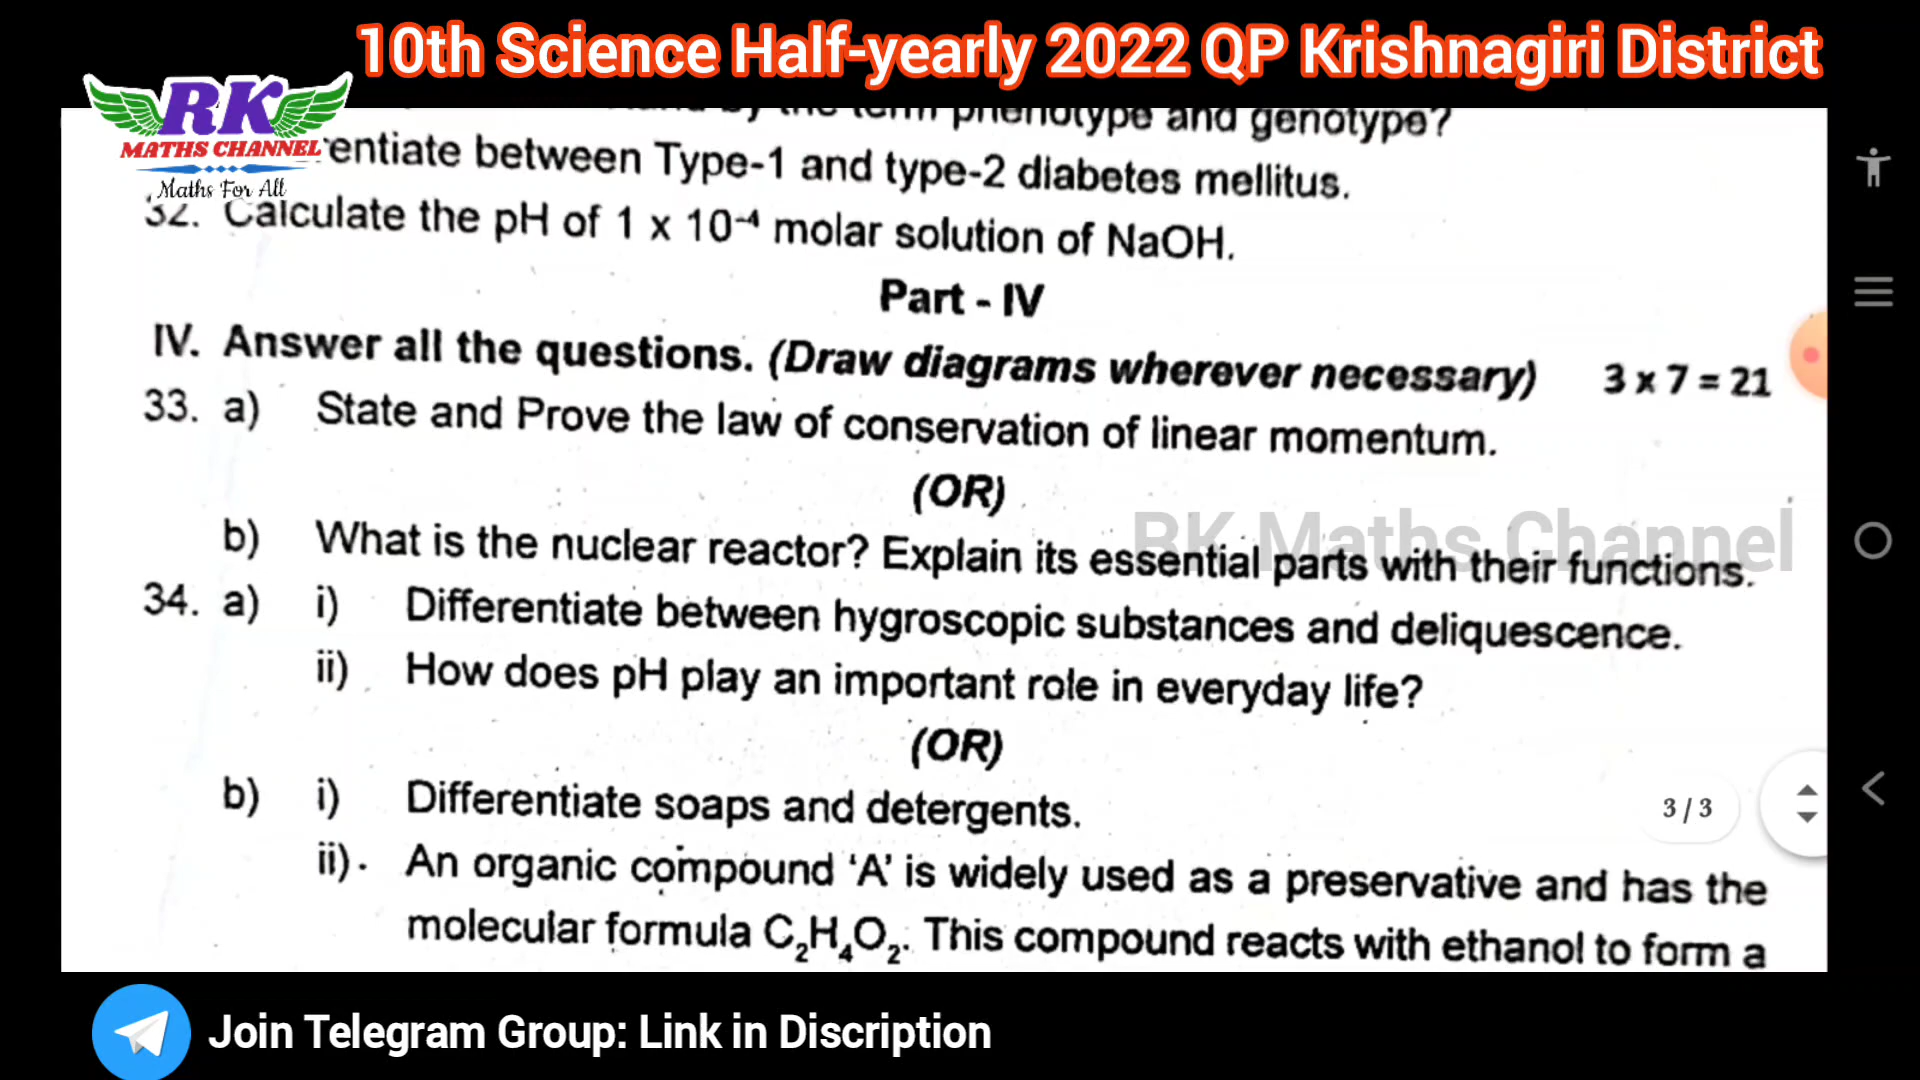 10th Science Half-yearly 2022 QP Krishnagiri District
RK
MATHS CHANNEL
Maths For All
by the term phenotype and genotype?
entiate between Type-1 and type-2 diabetes mellitus.
32. Calculate the pH of 1 x 10⁻⁴ molar solution of NaOH.
Part - IV
IV. Answer all the questions. (Draw diagrams wherever necessary) 3 x 7 = 21
33. a) State and Prove the law of conservation of linear momentum.
(OR)
RK Maths Channel
b) What is the nuclear reactor? Explain its essential parts with their functions.
34. a) i) Differentiate between hygroscopic substances and deliquescence.
ii) How does pH play an important role in everyday life?
(OR)
b) i) Differentiate soaps and detergents.
3 / 3
ii) An organic compound ‘A’ is widely used as a preservative and has the
molecular formula C₂H₄O₂. This compound reacts with ethanol to form a
Join Telegram Group: Link in Discription